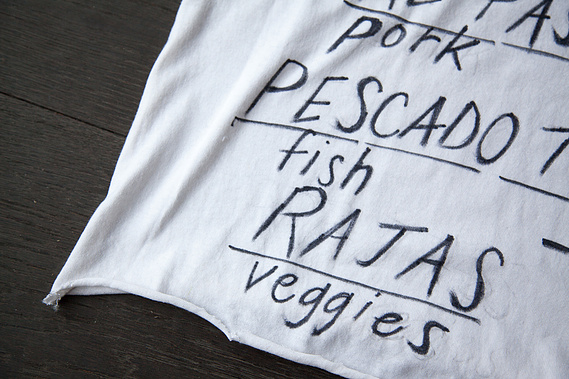 pork
PESCADO
fish
RAJAS
veggies